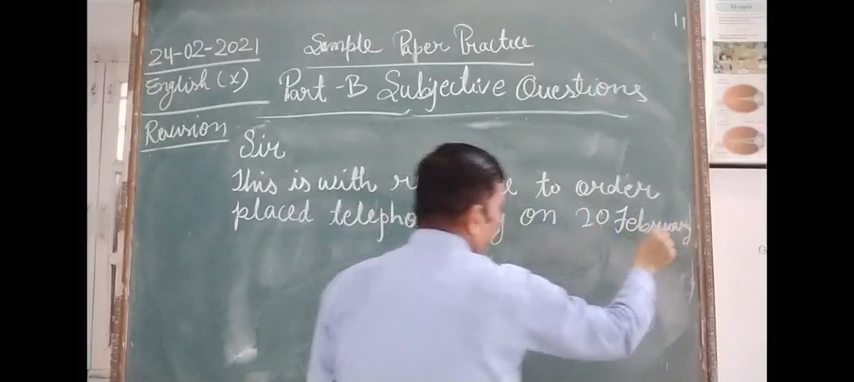 24-02-2021
Sample Paper Practice
English (X)
Part-B Subjective Questions
Revision
Sir
This is with to order
placed on 20 February